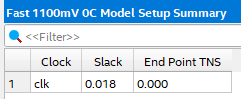 Fast 1100mV 0C Model Setup Summary
<<Filter>>
Clock Slack End Point TNS
1 clk 0.018 0.000